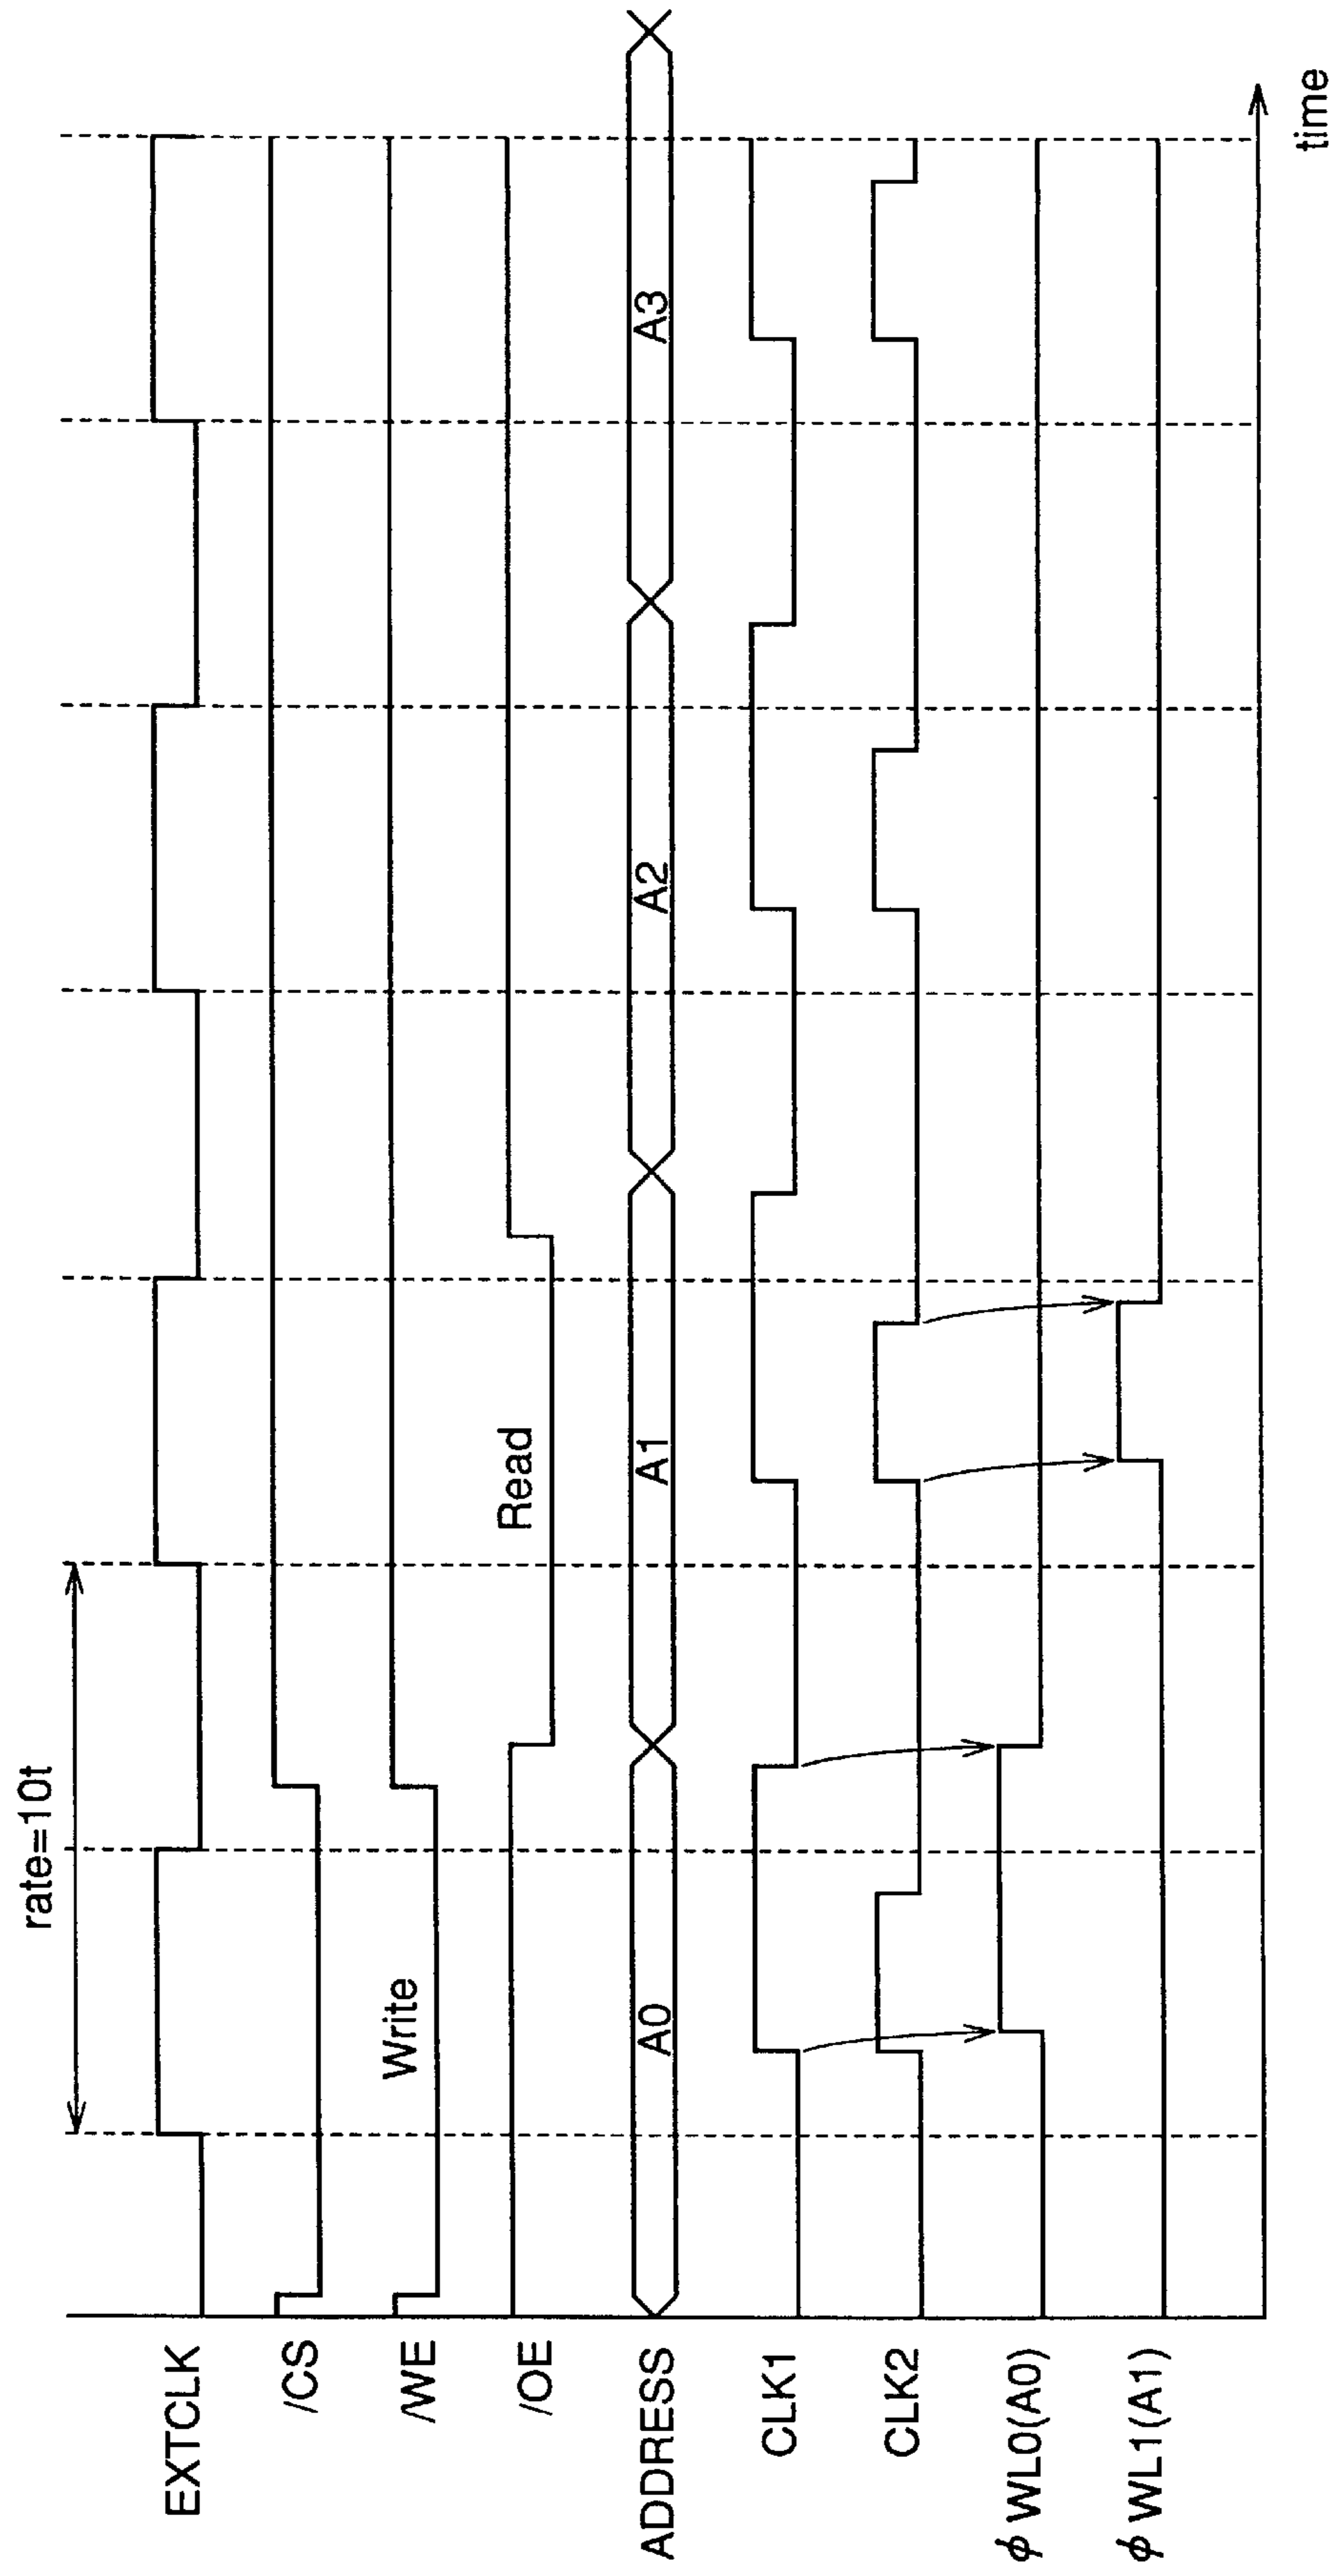 rate=10t
EXTCLK
/CS
/WE
Write
/OE
Read
ADDRESS
A0
A1
A2
A3
CLK1
CLK2
ϕ WL0(A0)
ϕ WL1(A1)
time